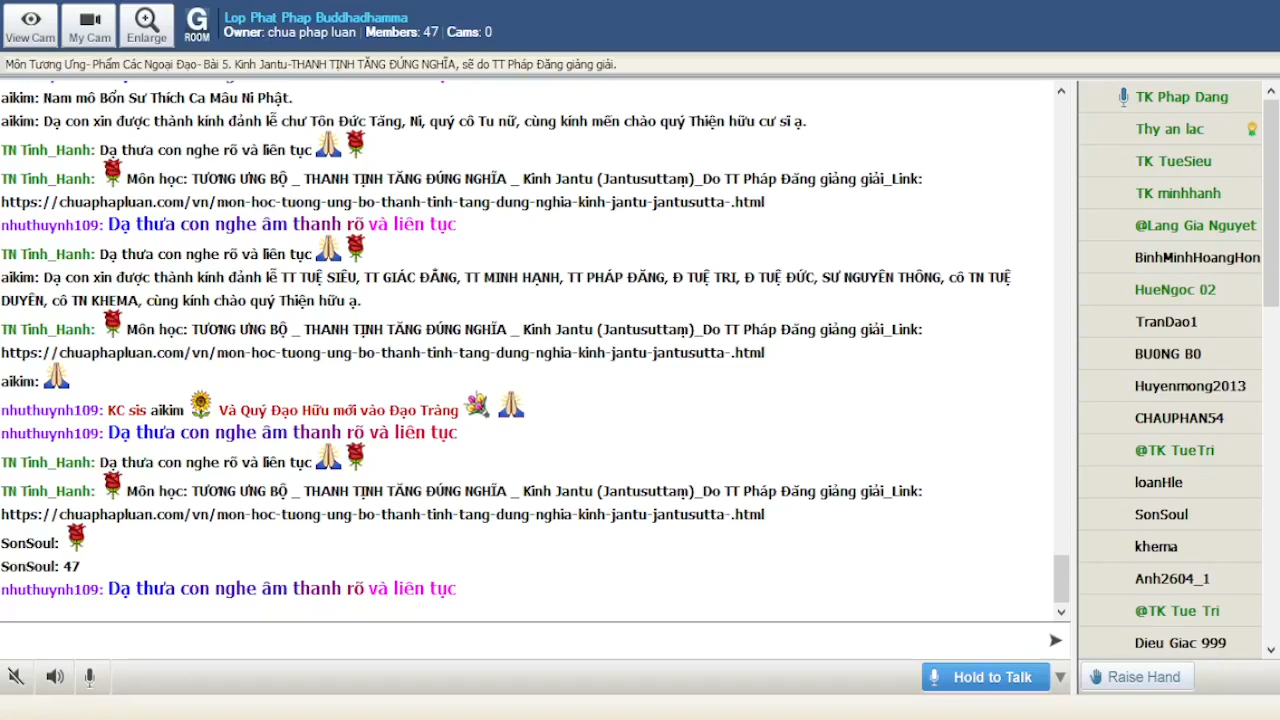 View Cam
My Cam
Enlarge
G
ROOM
Lop Phat Phap Buddhadhamma
Owner: chua phap luan | Members: 47 | Cams: 0
Môn Tương Ưng- Phẩm Các Ngoại Đạo- Bài 5. Kinh Jantu-THANH TỊNH TĂNG ĐÚNG NGHĨA, sẽ do TT Pháp Đăng giảng giải.
aikim: Nam mô Bổn Sư Thích Ca Mâu Ni Phật.
aikim: Dạ con xin được thành kính đảnh lễ chư Tôn Đức Tăng, Ni, quý cô Tu nữ, cùng kính mến chào quý Thiện hữu cư sĩ ạ.
TN Tinh_Hanh: Dạ thưa con nghe rõ và liên tục
TN Tinh_Hanh: Môn học: TƯƠNG ƯNG BỘ _ THANH TỊNH TĂNG ĐÚNG NGHĨA _ Kinh Jantu (Jantusuttaṃ)_Do TT Pháp Đăng giảng giải_Link:
https://chuaphapluan.com/vn/mon-hoc-tuong-ung-bo-thanh-tinh-tang-dung-nghia-kinh-jantu-jantusutta-.html
nhuthuynh109: Dạ thưa con nghe âm thanh rõ và liên tục
TN Tinh_Hanh: Dạ thưa con nghe rõ và liên tục
aikim: Dạ con xin được thành kính đảnh lễ TT TUỆ SIÊU, TT GIÁC ĐẲNG, TT MINH HẠNH, TT PHÁP ĐĂNG, Đ TUỆ TRI, Đ TUỆ ĐỨC, SƯ NGUYÊN THÔNG, cô TN TUỆ
DUYÊN, cô TN KHEMA, cùng kính chào quý Thiện hữu ạ.
TN Tinh_Hanh: Môn học: TƯƠNG ƯNG BỘ _ THANH TỊNH TĂNG ĐÚNG NGHĨA _ Kinh Jantu (Jantusuttaṃ)_Do TT Pháp Đăng giảng giải_Link:
https://chuaphapluan.com/vn/mon-hoc-tuong-ung-bo-thanh-tinh-tang-dung-nghia-kinh-jantu-jantusutta-.html
aikim:
nhuthuynh109: KC sis aikim Và Quý Đạo Hữu mới vào Đạo Tràng
nhuthuynh109: Dạ thưa con nghe âm thanh rõ và liên tục
TN Tinh_Hanh: Dạ thưa con nghe rõ và liên tục
TN Tinh_Hanh: Môn học: TƯƠNG ƯNG BỘ _ THANH TỊNH TĂNG ĐÚNG NGHĨA _ Kinh Jantu (Jantusuttaṃ)_Do TT Pháp Đăng giảng giải_Link:
https://chuaphapluan.com/vn/mon-hoc-tuong-ung-bo-thanh-tinh-tang-dung-nghia-kinh-jantu-jantusutta-.html
SonSoul:
SonSoul: 47
nhuthuynh109: Dạ thưa con nghe âm thanh rõ và liên tục
Hold to Talk
TK Phap Dang
Thy an lac
TK TueSieu
TK minhhanh
@Lang Gia Nguyet
BinhMinhHoangHon
HueNgoc 02
TranDao1
BU0NG B0
Huyenmong2013
CHAUPHAN54
@TK TueTri
loanHle
SonSoul
khema
Anh2604_1
@TK Tue Tri
Dieu Giac 999
Raise Hand